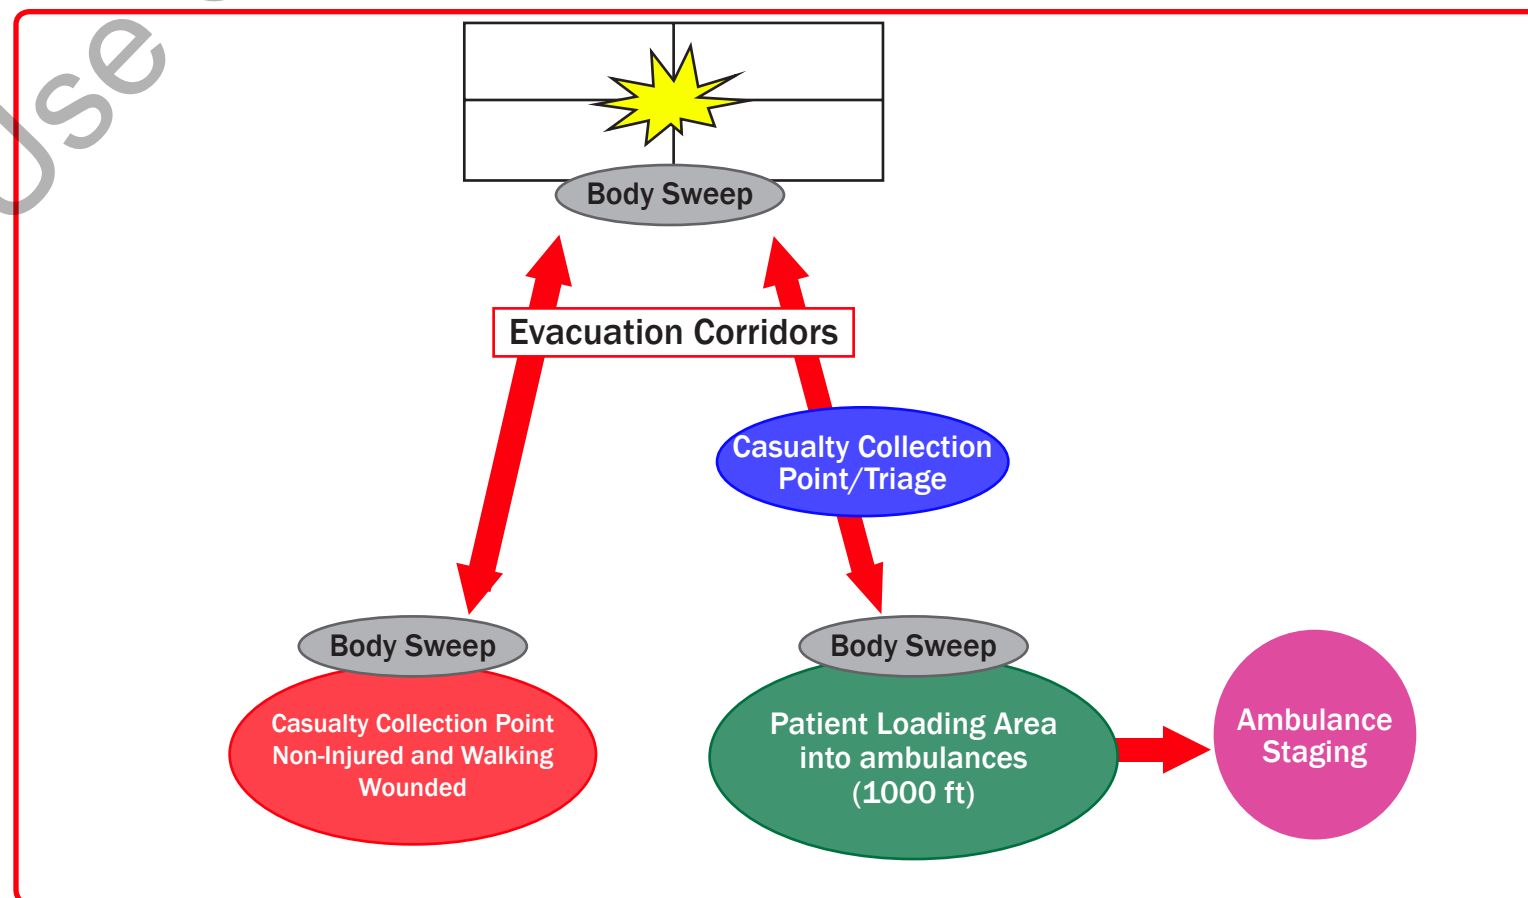 Use
Body Sweep
Evacuation Corridors
Casualty Collection
Point/Triage
Body Sweep
Casualty Collection Point
Non-Injured and Walking
Wounded
Body Sweep
Patient Loading Area
into ambulances
(1000 ft)
Ambulance
Staging